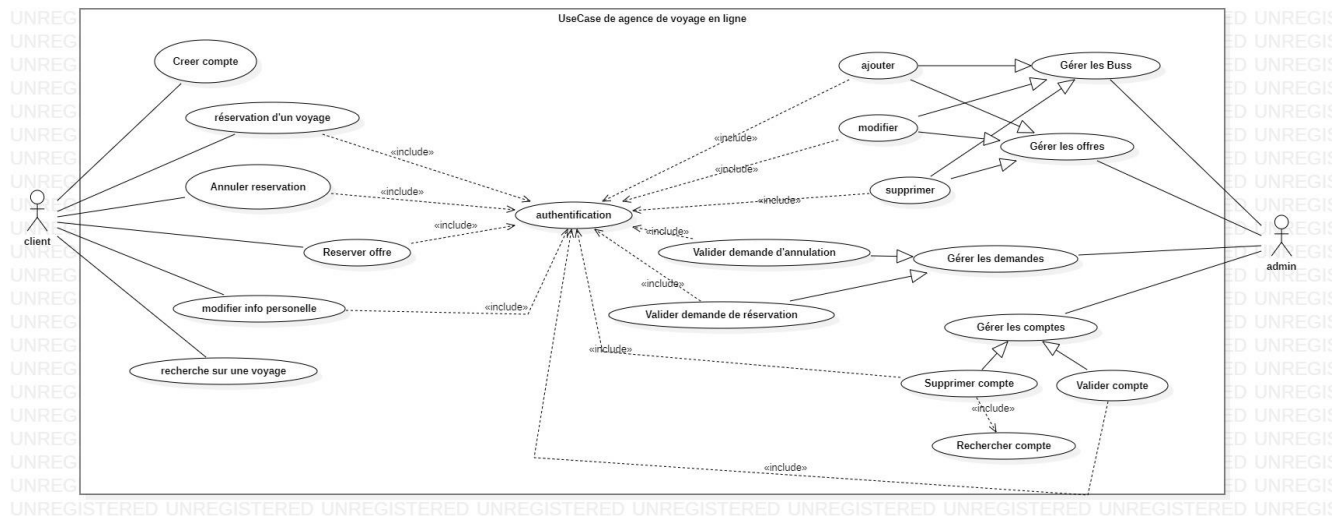 UseCase de agence de voyage en ligne
Creer compte
ajouter
Gérer les Buss
réservation d'un voyage
modifier
«include»
«include»
Gérer les offres
«include»
Annuler reservation
supprimer
«include»
«include»
authentification
client
Reserver offre
«include»
«include»
Valider demande d'annulation
Gérer les demandes
admin
«include»
modifier info personelle
«include»
Valider demande de réservation
Gérer les comptes
«include»
recherche sur une voyage
Supprimer compte
Valider compte
«include»
Rechercher compte
«include»
UNREGISTERED UNREGISTERED UNREGISTERED UNREGISTERED UNREGISTERED UNREGISTERED UNREGISTERED UNREGISTERED UNREGIS